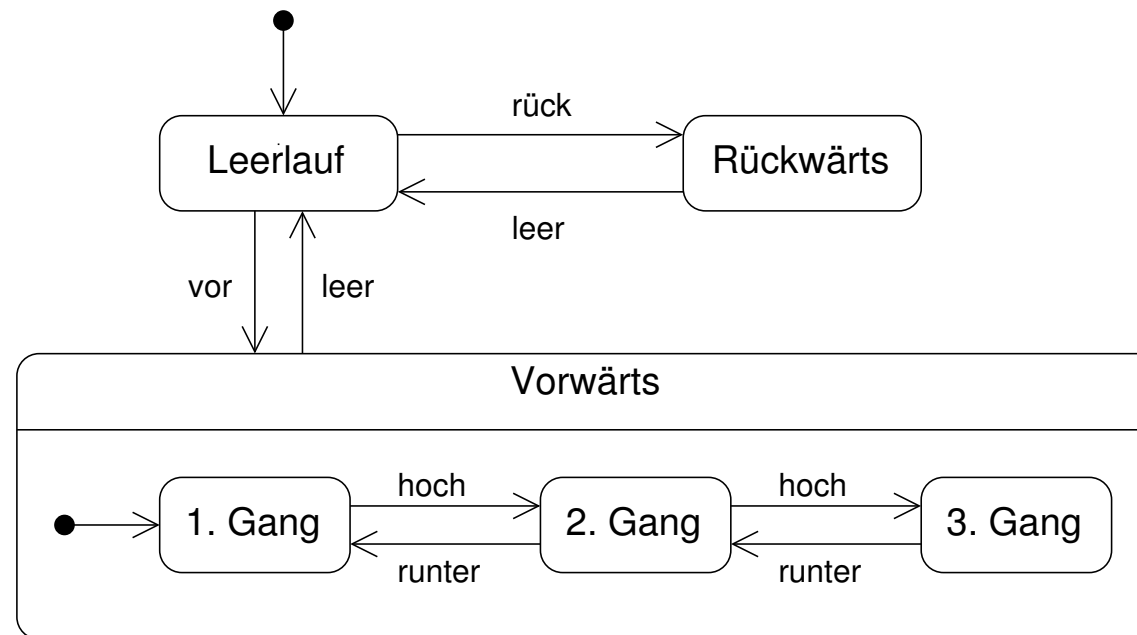 rück
Leerlauf
Rückwärts
leer
vor
leer
Vorwärts
hoch
hoch
1. Gang
2. Gang
3. Gang
runter
runter